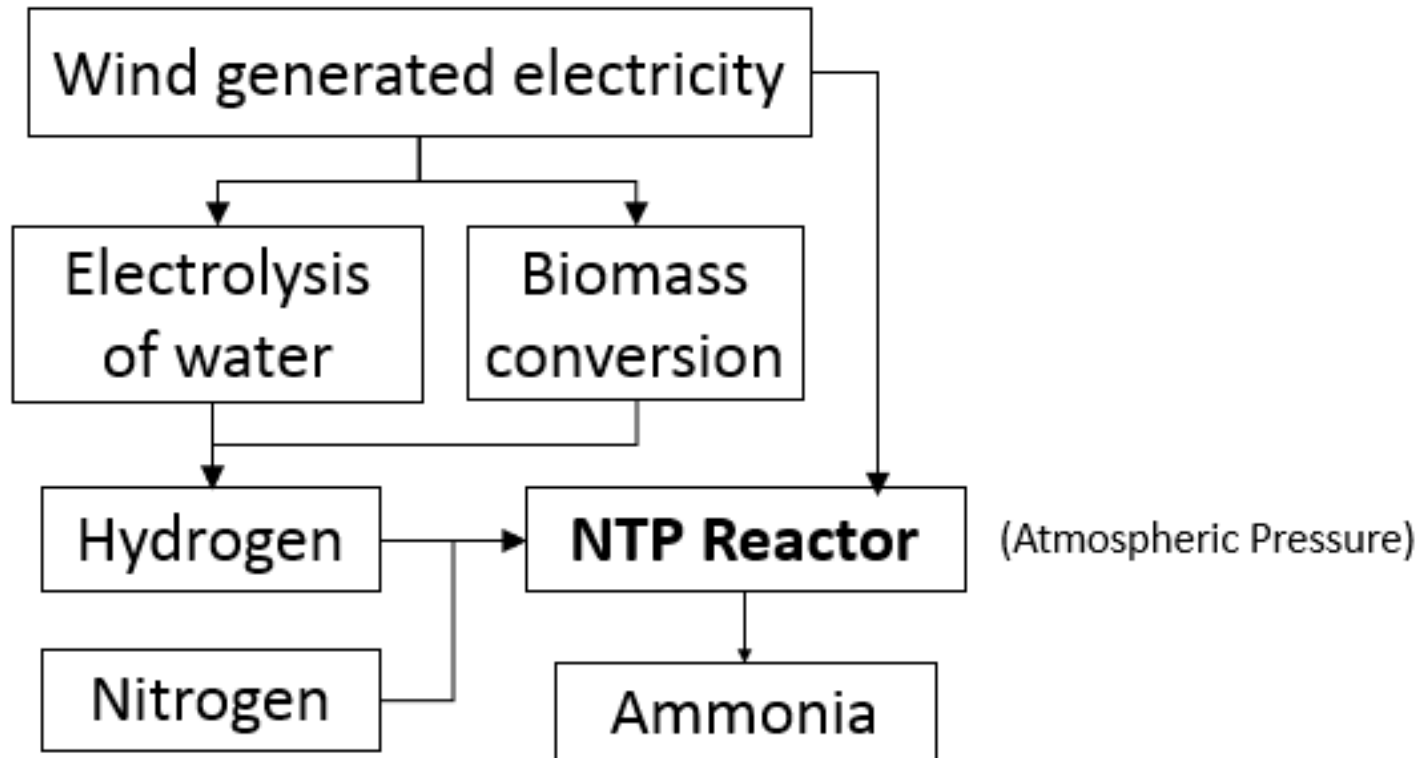 Wind generated electricity
Electrolysis
of water
Biomass
conversion
Hydrogen
NTP Reactor
(Atmospheric Pressure)
Nitrogen
Ammonia